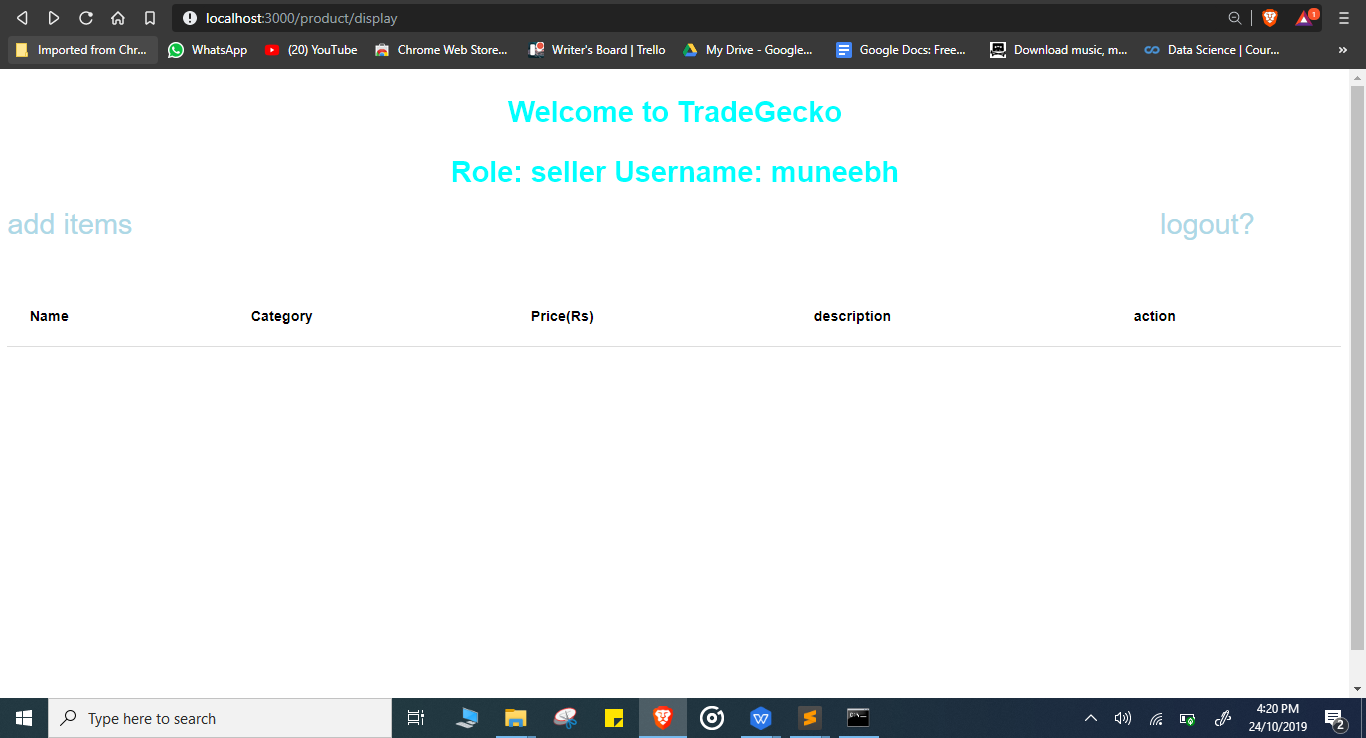 localhost:3000/product/display
1
Imported from Chr...
WhatsApp
(20) YouTube
Chrome Web Store...
Writer's Board | Trello
My Drive - Google...
Google Docs: Free...
Download music, m...
Data Science | Cour...
»
Welcome to TradeGecko
Role: seller Username: muneebh
add items
logout?
Name
Category
Price(Rs)
description
action
Type here to search
4:20 PM
24/10/2019
2